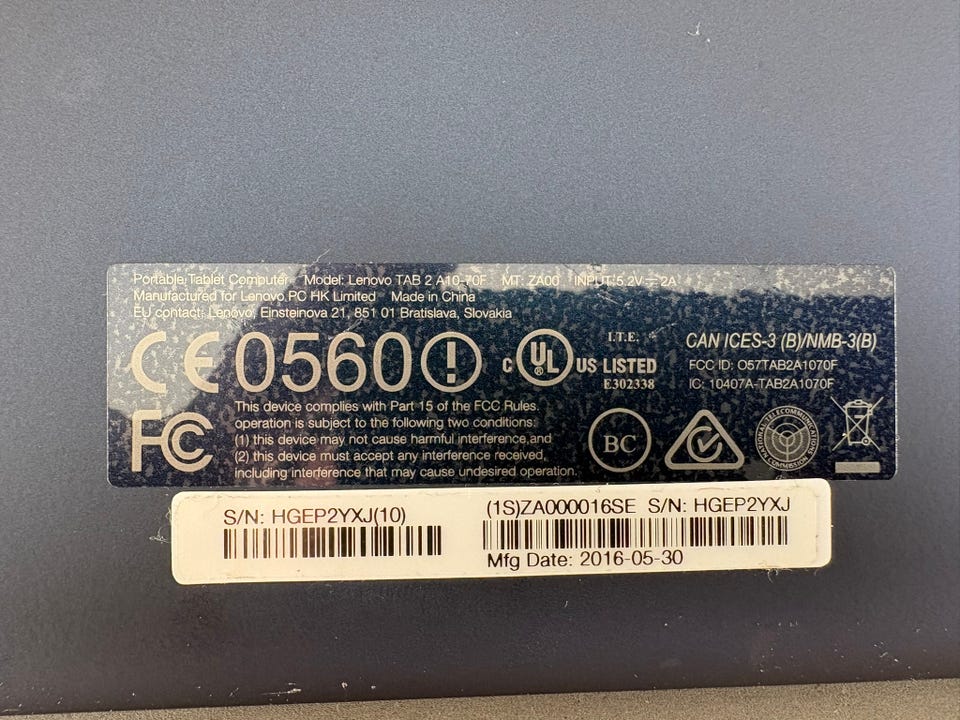 Portable Tablet Computer Model: Lenovo TAB 2 A10-70F MT: ZA00 INPUT:5.2V⎓2A
Manufactured for Lenovo PC HK Limited Made in China
EU contact: Lenovo, Einsteinova 21, 851 01 Bratislava, Slovakia
CE0560
C UL ® US LISTED
I.T.E.
E302338
CAN ICES-3 (B)/NMB-3(B)
FCC ID: O57TAB2A1070F
IC: 10407A-TAB2A1070F
FC
This device complies with Part 15 of the FCC Rules.
operation is subject to the following two conditions:
(1) this device may not cause harmful interference,and
(2) this device must accept any interference received,
including interference that may cause undesired operation.
BC
NATIONAL TELECOMMUNICATIONS
COMMISSION
S/N: HGEP2YXJ(10)
(1S)ZA000016SE S/N: HGEP2YXJ
Mfg Date: 2016-05-30